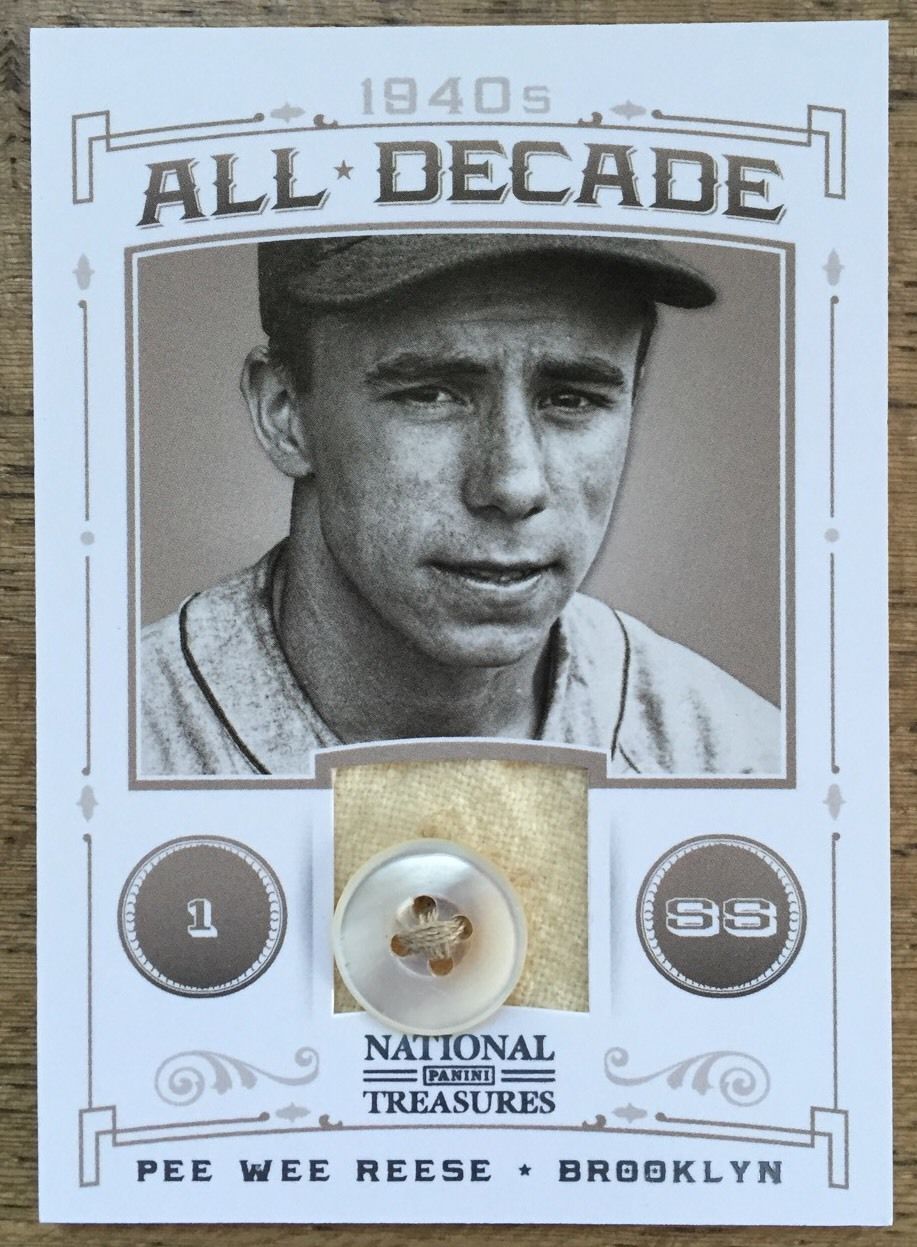 1940s
ALL ★ DECADE
1
SS
NATIONAL
PANINI
TREASURES
PEE WEE REESE ★ BROOKLYN